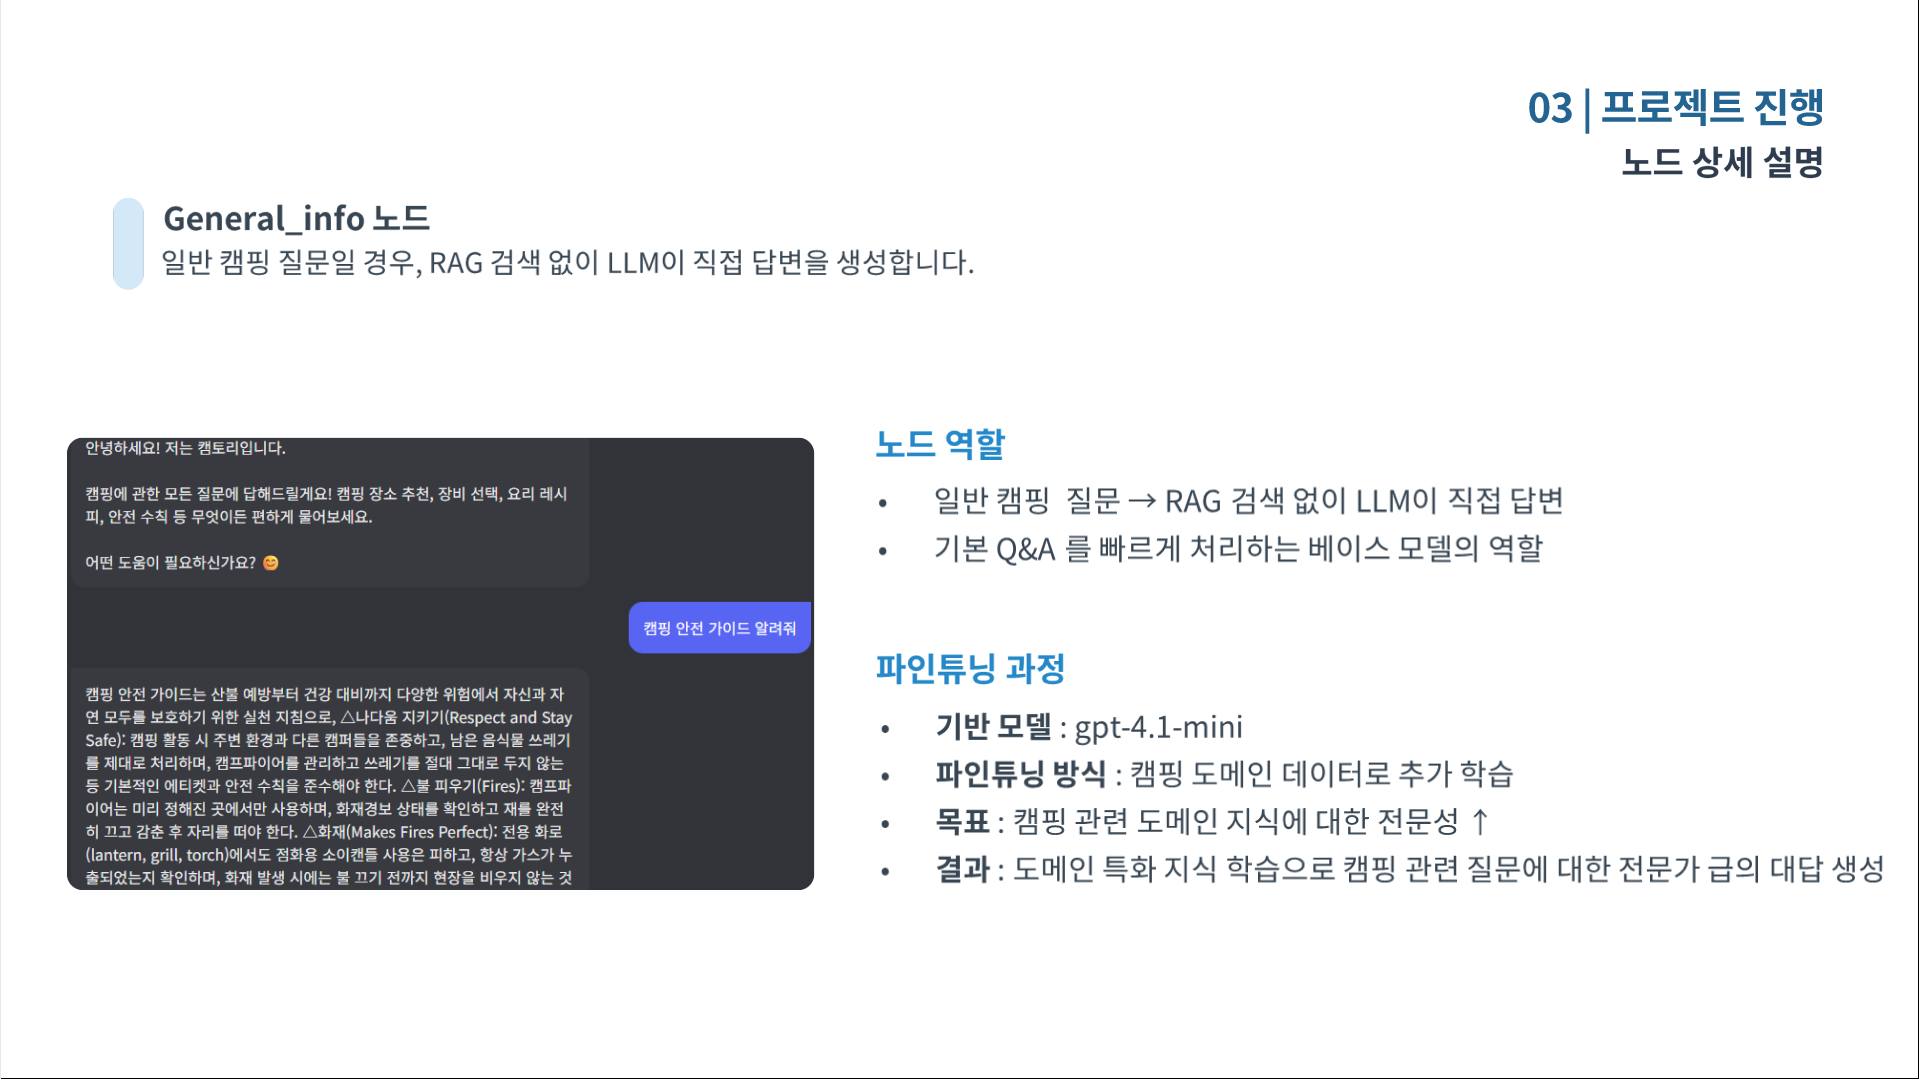 03 | 프로젝트 진행
노드 상세 설명
General_info 노드
일반 캠핑 질문일 경우, RAG 검색 없이 LLM이 직접 답변을 생성합니다.
안녕하세요! 저는 캠토리입니다.
캠핑에 관한 모든 질문에 답해드릴게요! 캠핑 장소 추천, 장비 선택, 요리 레시
피, 안전 수칙 등 무엇이든 편하게 물어보세요.
어떤 도움이 필요하신가요? 😊
캠핑 안전 가이드 알려줘
캠핑 안전 가이드는 산불 예방부터 건강 대비까지 다양한 위험에서 자신과 자
연 모두를 보호하기 위한 실천 지침으로, △나다움 지키기(Respect and Stay
Safe): 캠핑 활동 시 주변 환경과 다른 캠퍼들을 존중하고, 남은 음식물 쓰레기
를 제대로 처리하며, 캠프파이어를 관리하고 쓰레기를 절대 그대로 두지 않는
등 기본적인 에티켓과 안전 수칙을 준수해야 한다. △불 피우기(Fires): 캠프파
이어는 미리 정해진 곳에서만 사용하며, 화재경보 상태를 확인하고 재를 완전
히 끄고 감춘 후 자리를 떠야 한다. △화재(Makes Fires Perfect): 전용 화로
(lantern, grill, torch)에서도 점화용 소이캔들 사용은 피하고, 항상 가스가 누
출되었는지 확인하며, 화재 발생 시에는 불 끄기 전까지 현장을 비우지 않는 것
노드 역할
• 일반 캠핑 질문 → RAG 검색 없이 LLM이 직접 답변
• 기본 Q&A 를 빠르게 처리하는 베이스 모델의 역할
파인튜닝 과정
• 기반 모델 : gpt-4.1-mini
• 파인튜닝 방식 : 캠핑 도메인 데이터로 추가 학습
• 목표 : 캠핑 관련 도메인 지식에 대한 전문성 ↑
• 결과 : 도메인 특화 지식 학습으로 캠핑 관련 질문에 대한 전문가 급의 대답 생성